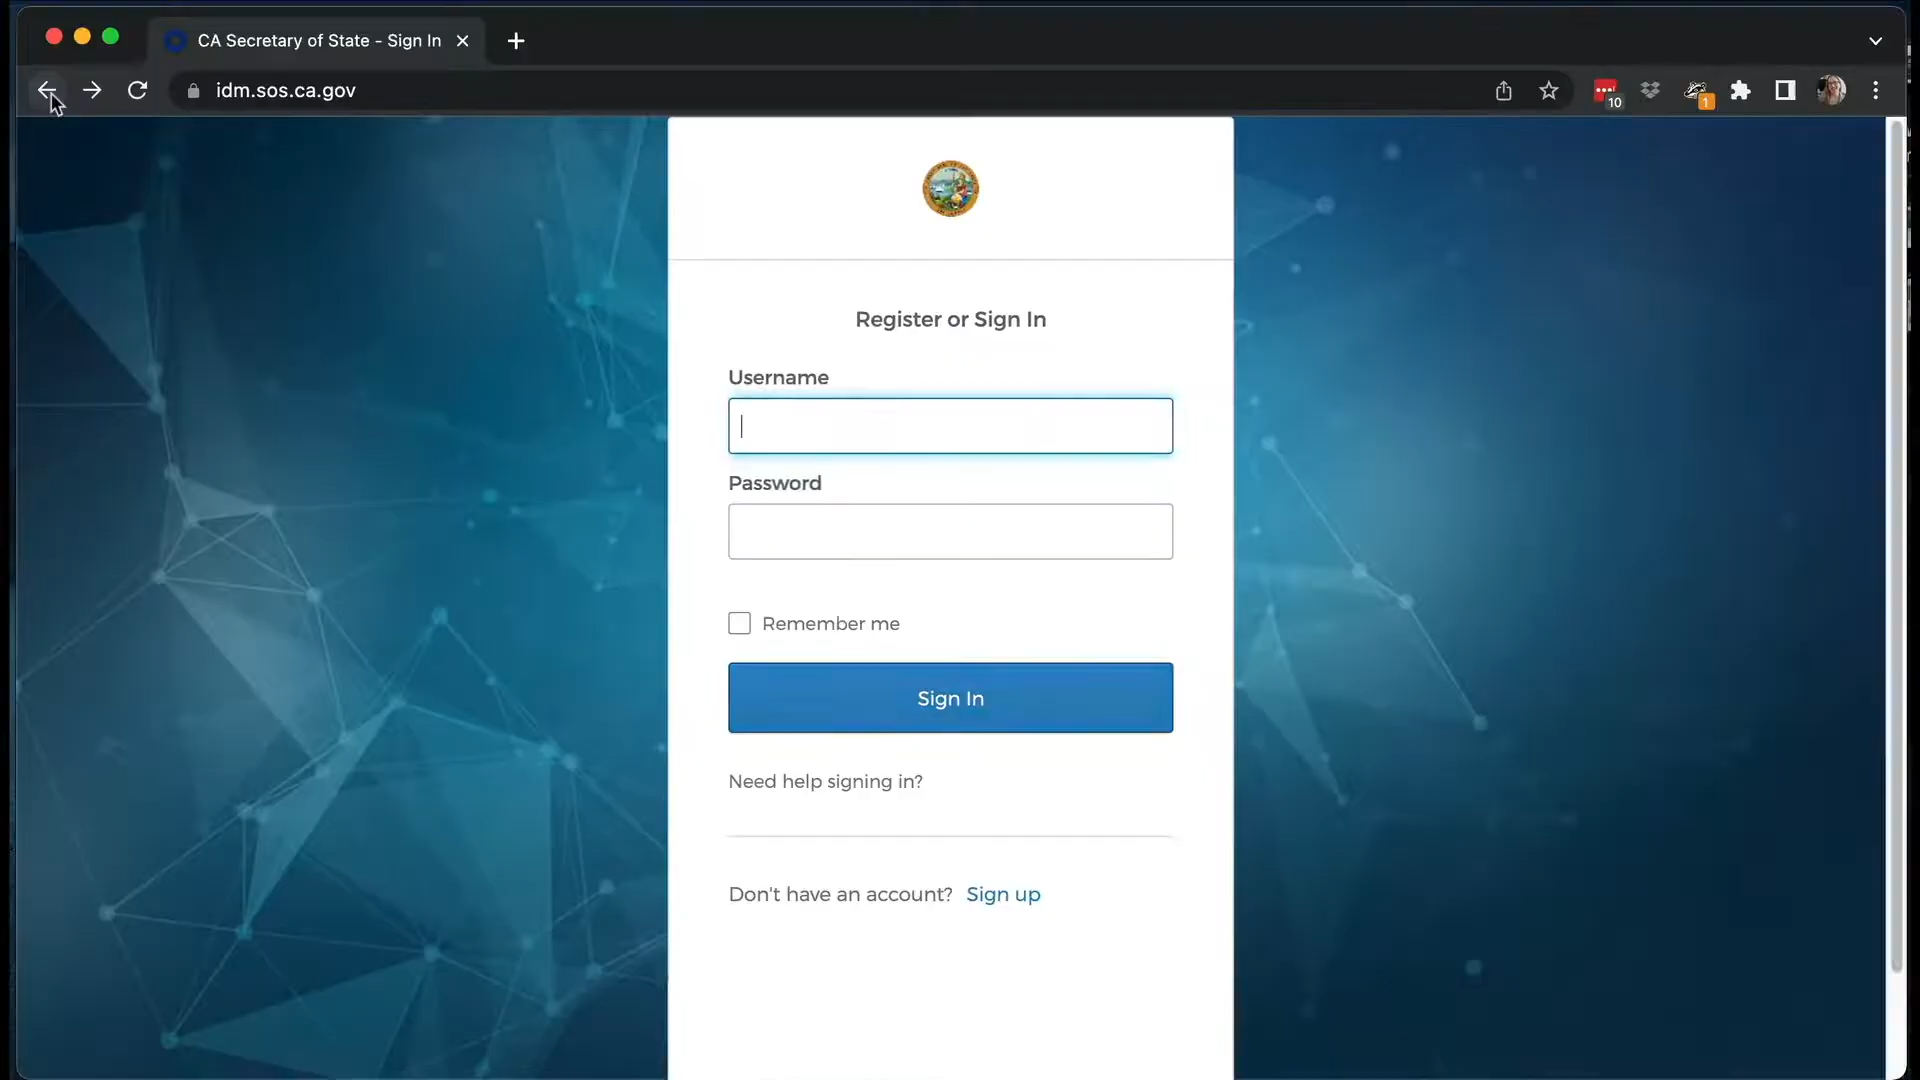 CA Secretary of State - Sign In
idm.sos.ca.gov
10
1
Register or Sign In
Username
Password
Remember me
Sign In
Need help signing in?
Don't have an account? Sign up